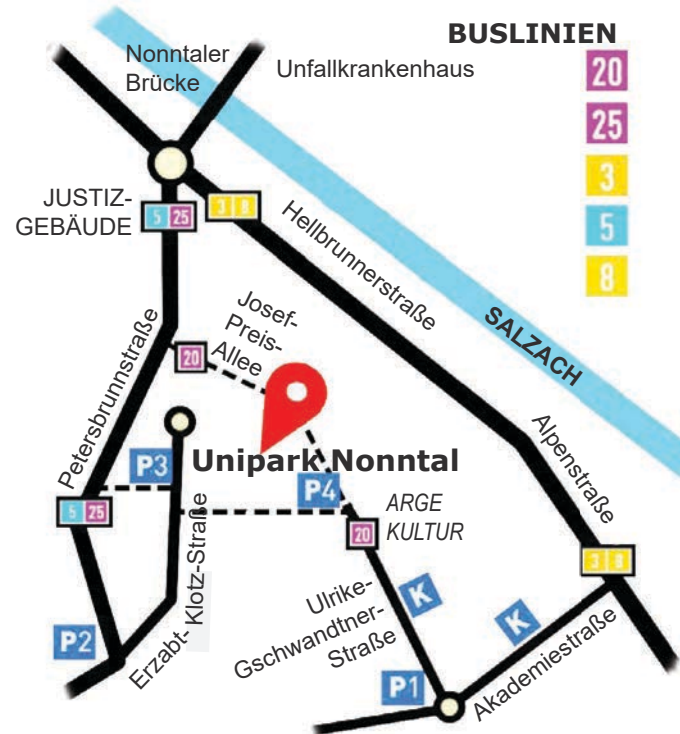 BUSLINIEN
20
25
3
5
8
Nonntaler
Brücke
Unfallkrankenhaus
JUSTIZ-
GEBÄUDE
5 25
3 8
Hellbrunnerstraße
SALZACH
Josef-
Preis-
Allee
20
Petersbrunnstraße
P3
Unipark Nonntal
P4
Alpenstraße
5 25
ARGE
KULTUR
20
3 8
Erzabt-Klotz-Straße
P2
Ulrike-
Gschwandtner-
Straße
K
K
P1
Akademiestraße